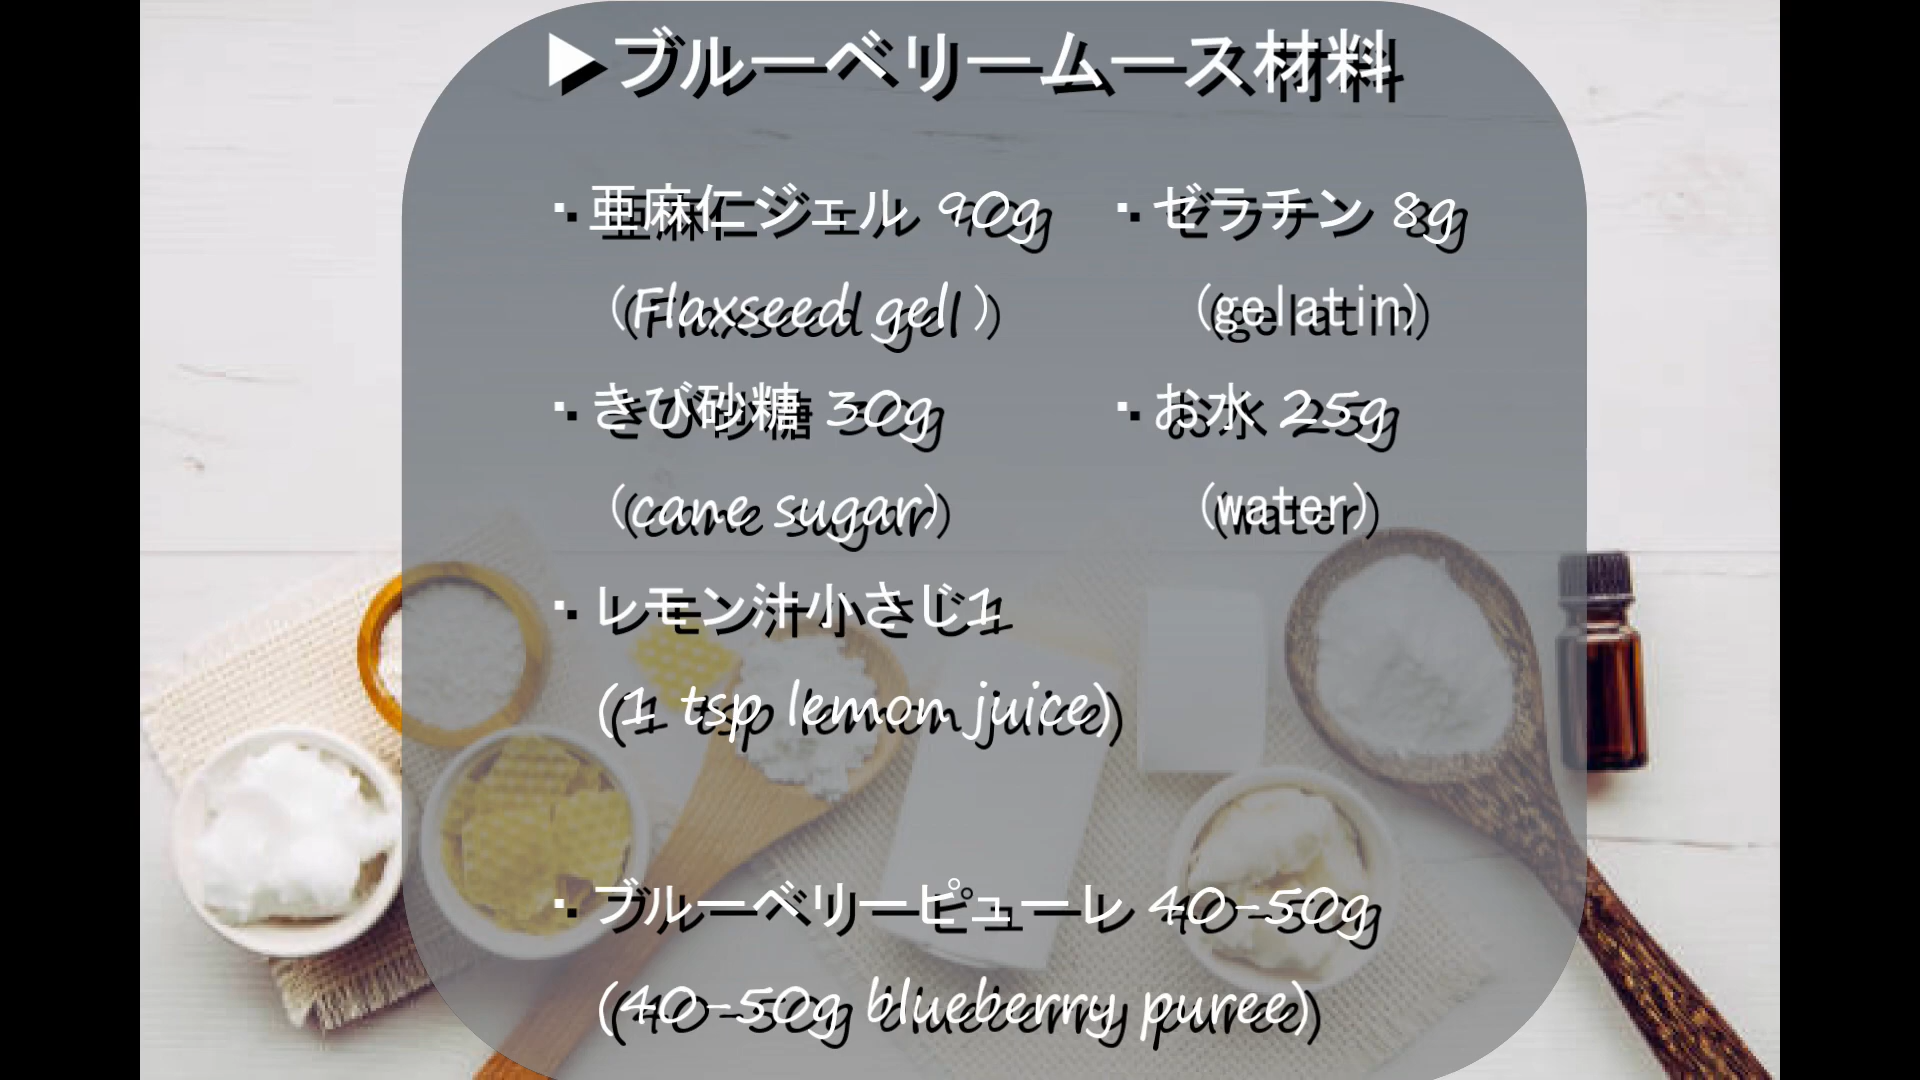 ▶ブルーベリームース材料
・亜麻仁ジェル 90g
(Flaxseed gel )
・きび砂糖 30g
(cane sugar)
・レモン汁小さじ1
(1 tsp lemon juice)
・ゼラチン 8g
(gelatin)
・お水 25g
(water)
・ブルーベリーピューレ 40-50g
(40-50g blueberry puree)